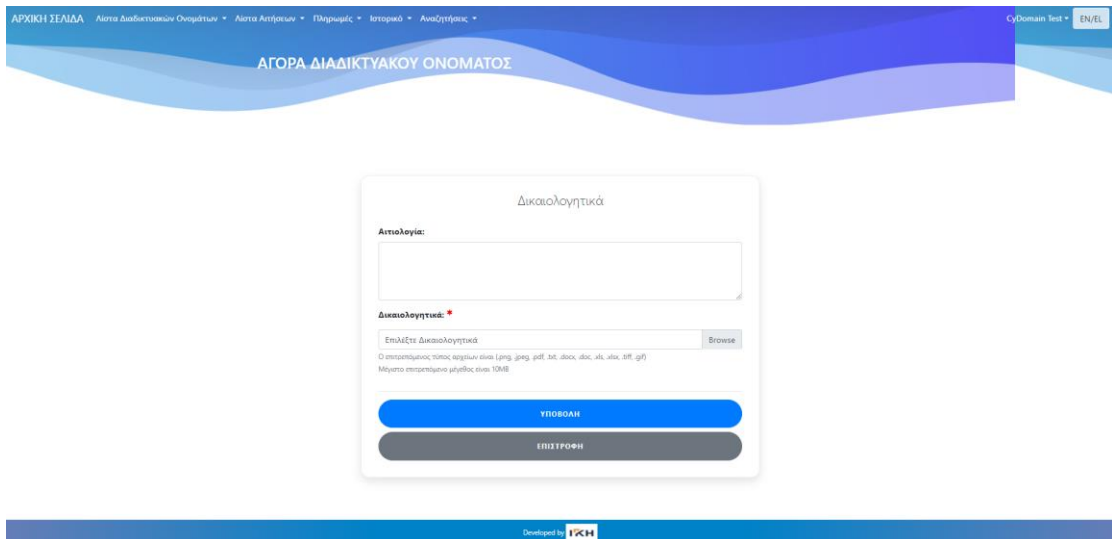 ΑΡΧΙΚΗ ΣΕΛΙΔΑ Λίστα Διαδικτυακών Ονομάτων Λίστα Αιτήσεων Πληρωμές Ιστορικό Αναζητήσεις CyDomain Test EN/EL
ΑΓΟΡΑ ΔΙΑΔΙΚΤΥΑΚΟΥ ΟΝΟΜΑΤΟΣ
Δικαιολογητικά
Αιτιολογία:
Δικαιολογητικά: *
Επιλέξτε Δικαιολογητικά Browse
Ο επιτρεπόμενος τύπος αρχείων είναι (.png, .jpeg, .pdf, .txt, .docx, .doc, .xls, .xlsx, .tiff, .gif)
Μέγιστο επιτρεπόμενο μέγεθος είναι 10MB
ΥΠΟΒΟΛΗ
ΕΠΙΣΤΡΟΦΗ
Developed by